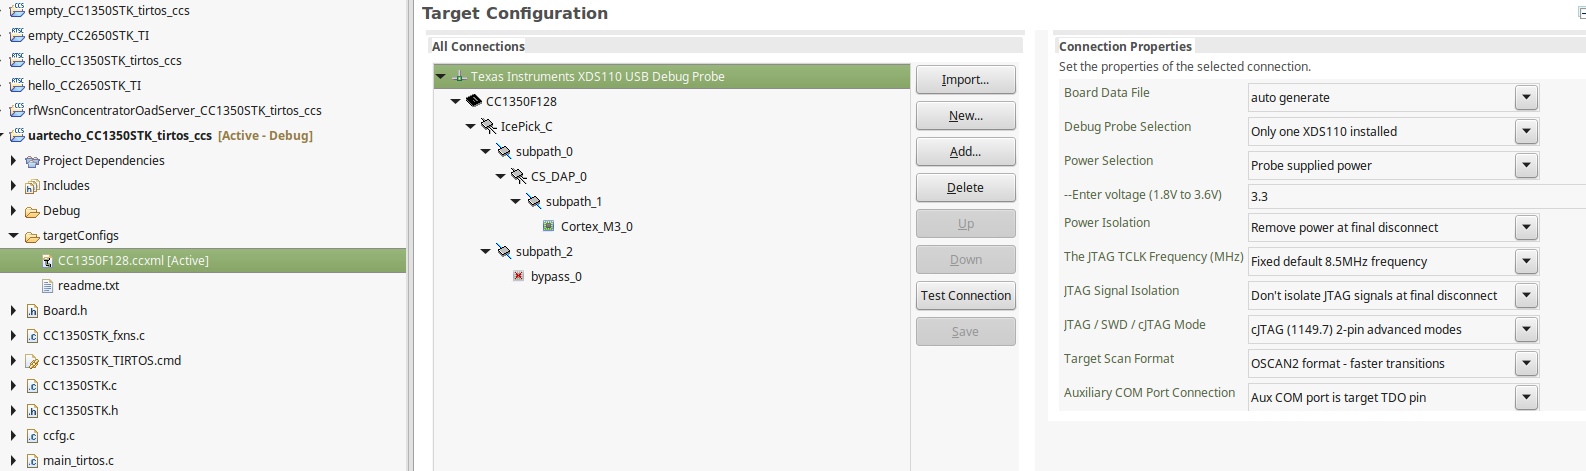 empty_CC1350STK_tirtos_ccs
empty_CC2650STK_TI
hello_CC1350STK_tirtos_ccs
hello_CC2650STK_TI
rfWsnConcentratorOadServer_CC1350STK_tirtos_ccs
uartecho_CC1350STK_tirtos_ccs [Active - Debug]
Project Dependencies
Includes
Debug
targetConfigs
CC1350F128.ccxml [Active]
readme.txt
Board.h
CC1350STK_fxns.c
CC1350STK_TIRTOS.cmd
CC1350STK.c
CC1350STK.h
ccfg.c
main_tirtos.c
Target Configuration
All Connections
Texas Instruments XDS110 USB Debug Probe
CC1350F128
IcePick_C
subpath_0
CS_DAP_0
subpath_1
Cortex_M3_0
subpath_2
bypass_0
Import...
New...
Add...
Delete
Up
Down
Test Connection
Save
Connection Properties
Set the properties of the selected connection.
Board Data File auto generate
Debug Probe Selection Only one XDS110 installed
Power Selection Probe supplied power
--Enter voltage (1.8V to 3.6V) 3.3
Power Isolation Remove power at final disconnect
The JTAG TCLK Frequency (MHz) Fixed default 8.5MHz frequency
JTAG Signal Isolation Don't isolate JTAG signals at final disconnect
JTAG / SWD / cJTAG Mode cJTAG (1149.7) 2-pin advanced modes
Target Scan Format OSCAN2 format - faster transitions
Auxiliary COM Port Connection Aux COM port is target TDO pin